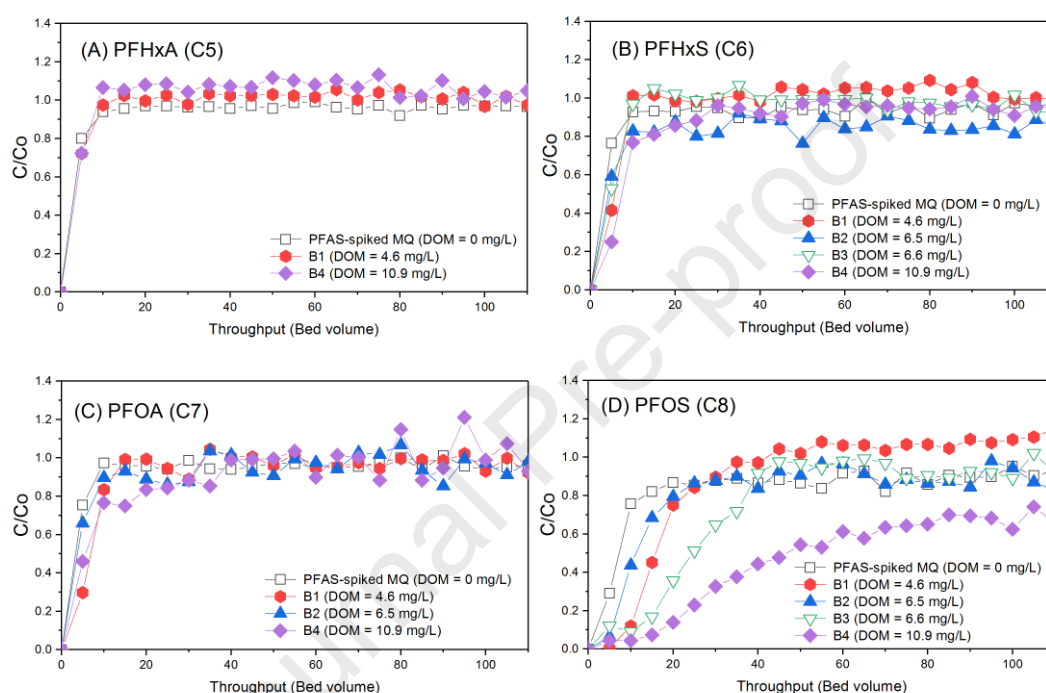 (A) PFHxA (C5)
1.4
1.2
1.0
0.8
0.6
0.4
0.2
0.0
C/Co
PFAS-spiked MQ (DOM = 0 mg/L)
B1 (DOM = 4.6 mg/L)
B4 (DOM = 10.9 mg/L)
0 20 40 60 80 100
Throughput (Bed volume)
(B) PFHxS (C6)
1.4
1.2
1.0
0.8
0.6
0.4
0.2
0.0
C/Co
PFAS-spiked MQ (DOM = 0 mg/L)
B1 (DOM = 4.6 mg/L)
B2 (DOM = 6.5 mg/L)
B3 (DOM = 6.6 mg/L)
B4 (DOM = 10.9 mg/L)
0 20 40 60 80 100
Throughput (Bed volume)
(C) PFOA (C7)
1.4
1.2
1.0
0.8
0.6
0.4
0.2
0.0
C/Co
PFAS-spiked MQ (DOM = 0 mg/L)
B1 (DOM = 4.6 mg/L)
B2 (DOM = 6.5 mg/L)
B4 (DOM = 10.9 mg/L)
0 20 40 60 80 100
Throughput (Bed volume)
(D) PFOS (C8)
1.4
1.2
1.0
0.8
0.6
0.4
0.2
0.0
C/Co
PFAS-spiked MQ (DOM = 0 mg/L)
B1 (DOM = 4.6 mg/L)
B2 (DOM = 6.5 mg/L)
B3 (DOM = 6.6 mg/L)
B4 (DOM = 10.9 mg/L)
0 20 40 60 80 100
Throughput (Bed volume)
urnal Pre-proof